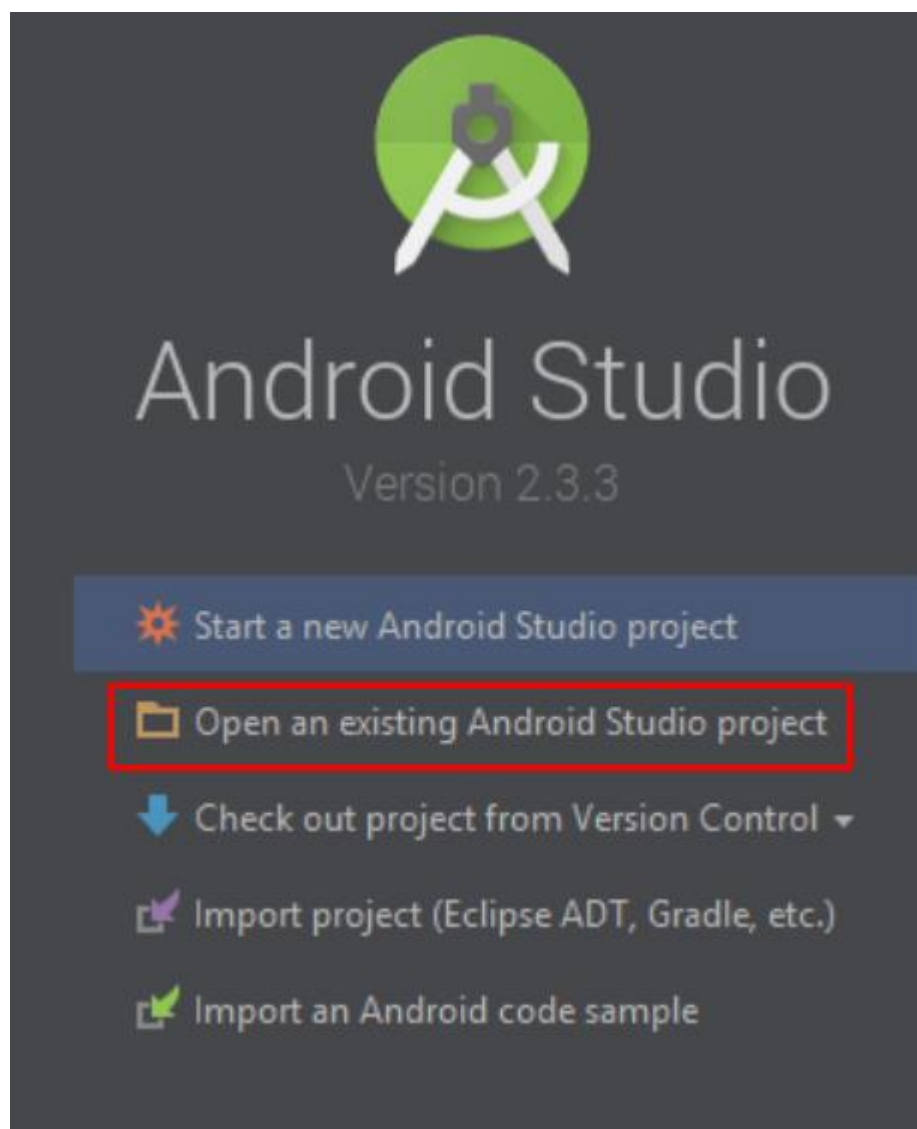 Android Studio
Version 2.3.3
Start a new Android Studio project
Open an existing Android Studio project
Check out project from Version Control
Import project (Eclipse ADT, Gradle, etc.)
Import an Android code sample